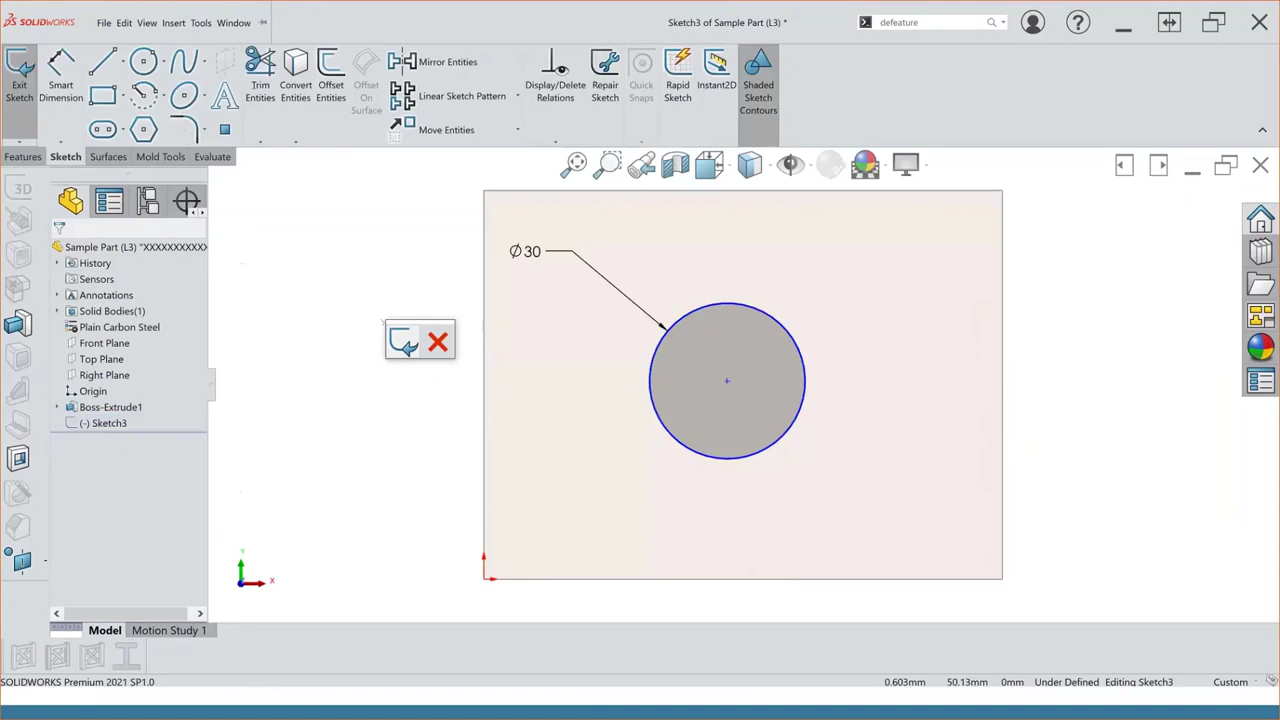 SOLIDWORKS File Edit View Insert Tools Window Sketch3 of Sample Part (L3) * defeature
Exit Sketch
Smart Dimension
Trim Entities
Convert Entities
Offset Entities
Offset On Surface
Mirror Entities
Linear Sketch Pattern
Move Entities
Display/Delete Relations
Repair Sketch
Quick Snaps
Rapid Sketch
Instant2D
Shaded Sketch Contours
Features Sketch Surfaces Mold Tools Evaluate
3D
Sample Part (L3) "XXXXXXXXXX
History
Sensors
Annotations
Solid Bodies(1)
Plain Carbon Steel
Front Plane
Top Plane
Right Plane
Origin
Boss-Extrude1
(-) Sketch3
Ø30
Y
X
Model Motion Study 1
SOLIDWORKS Premium 2021 SP1.0 0.603mm 50.13mm 0mm Under Defined Editing Sketch3 Custom